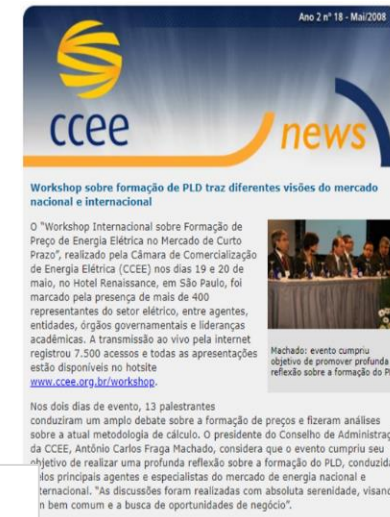 Ano 2 nº 18 - Mai/2008
ccee
news
Workshop sobre formação de PLD traz diferentes visões do mercado
nacional e internacional
O "Workshop Internacional sobre Formação de
Preço de Energia Elétrica no Mercado de Curto
Prazo", realizado pela Câmara de Comercialização
de Energia Elétrica (CCEE) nos dias 19 e 20 de
maio, no Hotel Renaissance, em São Paulo, foi
marcado pela presença de mais de 400
representantes do setor elétrico, entre agentes,
entidades, órgãos governamentais e lideranças
acadêmicas. A transmissão ao vivo pela internet
registrou 7.500 acessos e todas as apresentações
estão disponíveis no hotsite
www.ccee.org.br/workshop.
Machado: evento cumpriu
objetivo de promover profunda
reflexão sobre a formação do
Nos dois dias de evento, 13 palestrantes
conduziram um amplo debate sobre a formação de preços e fizeram análises
sobre a atual metodologia de cálculo. O presidente do Conselho de
da CCEE, Antônio Carlos Fraga Machado, considera que o evento cumpriu seu
objetivo de realizar uma profunda reflexão sobre a formação do PLD,
principais agentes e especialistas do mercado de energia nacional e
"As discussões foram realizadas com absoluta serenidade,
bem comum e a busca de oportunidades de negócio".